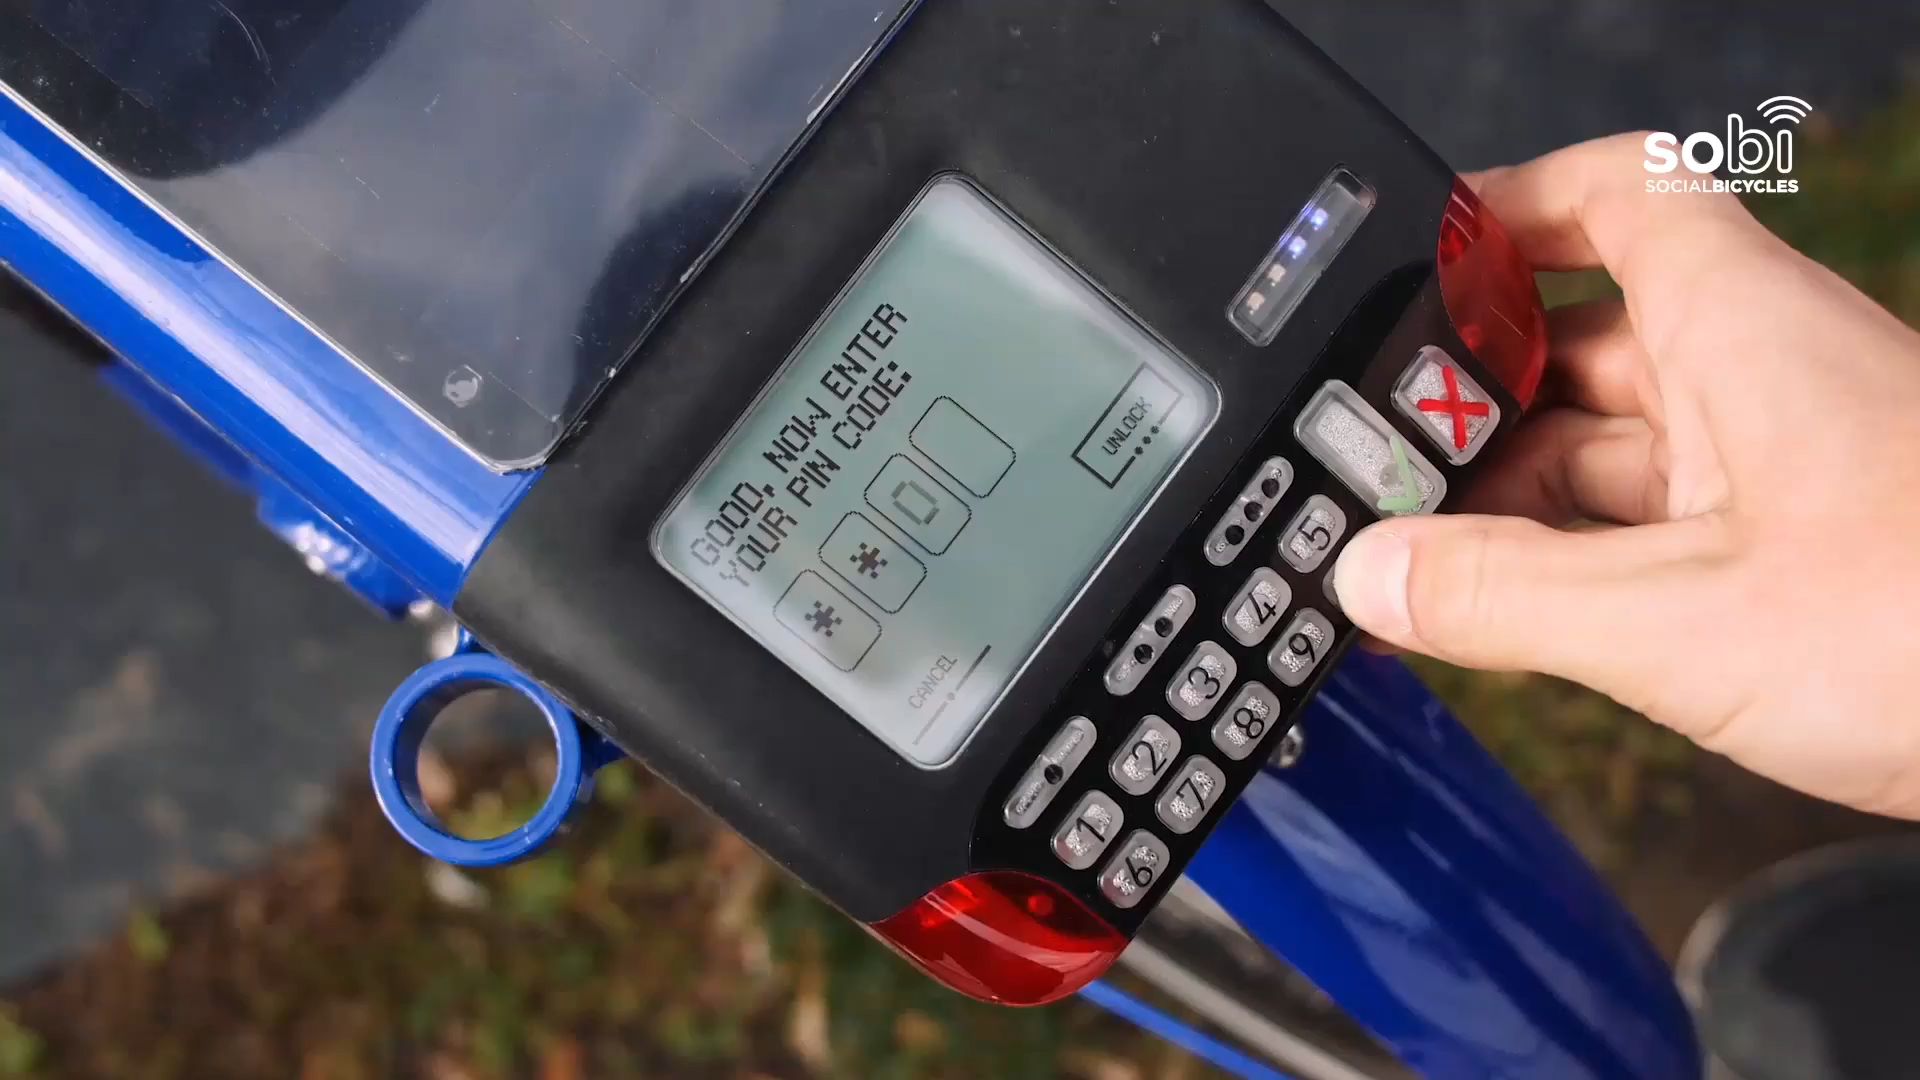 sobi
SOCIALBICYCLES
GOOD, NOW ENTER
YOUR PIN CODE:
* * 0
CANCEL
UNLOCK
5
4 9
3 8
2 7
1 6